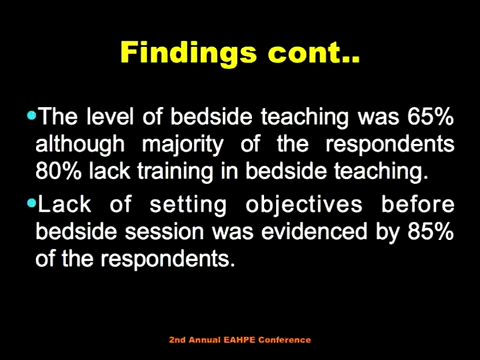 Findings cont..
•The level of bedside teaching was 65%
although majority of the respondents
80% lack training in bedside teaching.
•Lack of setting objectives before
bedside session was evidenced by 85%
of the respondents.
2nd Annual EAHPE Conference